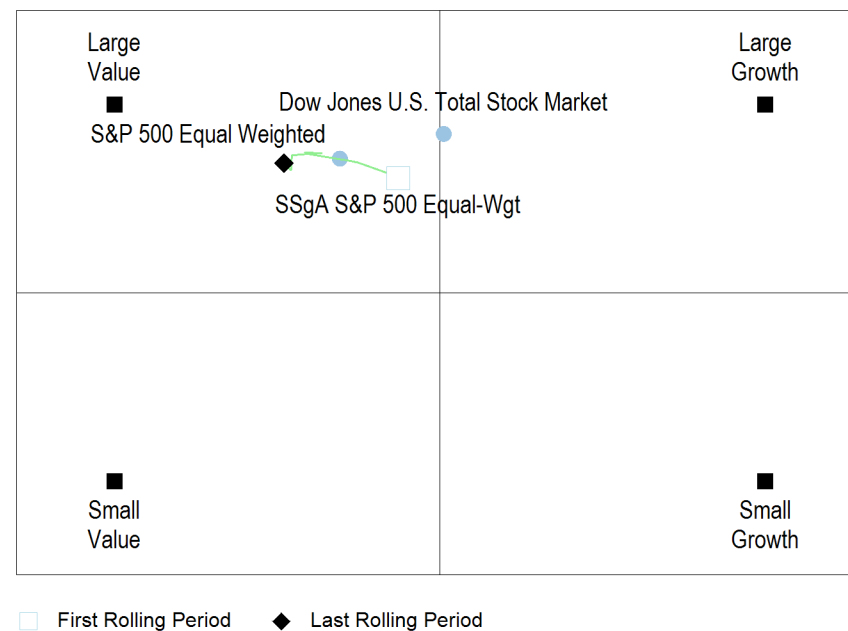 Large
Value
Large
Growth
Dow Jones U.S. Total Stock Market
S&P 500 Equal Weighted
SSgA S&P 500 Equal-Wgt
Small
Value
Small
Growth
First Rolling Period
Last Rolling Period